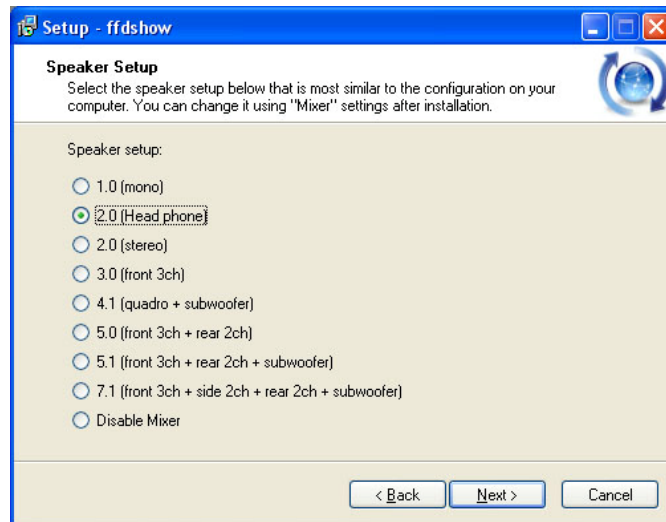 Setup - ffdshow
Speaker Setup
Select the speaker setup below that is most similar to the configuration on your
computer. You can change it using "Mixer" settings after installation.
Speaker setup:
1.0 (mono)
2.0 (Head phone)
2.0 (stereo)
3.0 (front 3ch)
4.1 (quadro + subwoofer)
5.0 (front 3ch + rear 2ch)
5.1 (front 3ch + rear 2ch + subwoofer)
7.1 (front 3ch + side 2ch + rear 2ch + subwoofer)
Disable Mixer
< Back Next > Cancel